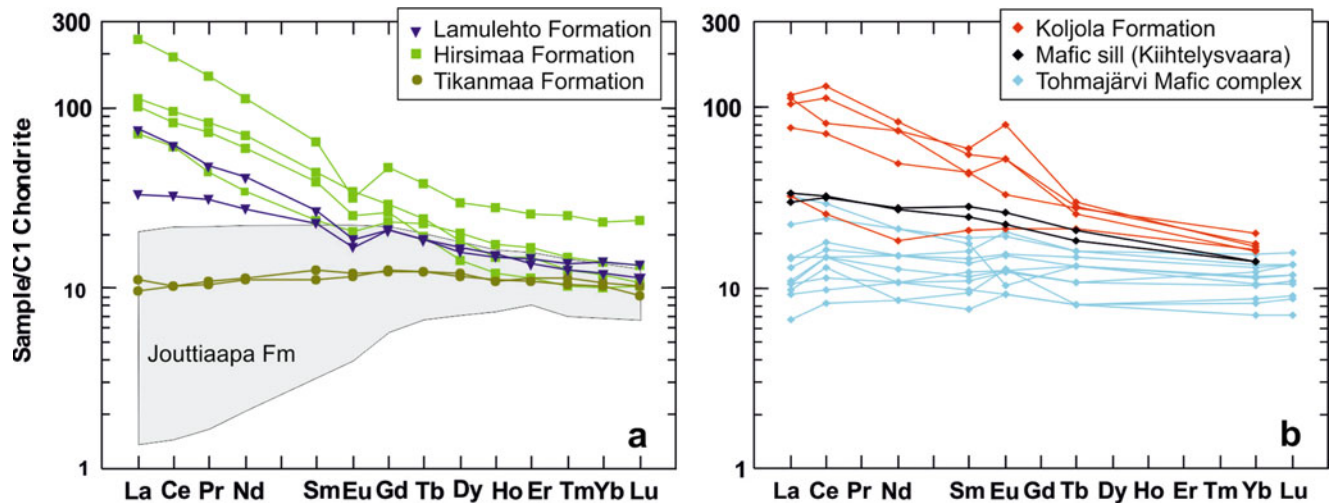 Sample/C1 Chondrite
300
100
10
1
Lamulehto Formation
Hirsimaa Formation
Tikanmaa Formation
Jouttiaapa Fm
a
La Ce Pr Nd Sm Eu Gd Tb Dy Ho Er Tm Yb Lu
300
100
10
1
Koljola Formation
Mafic sill (Kiihtelysvaara)
Tohmajärvi Mafic complex
b
La Ce Pr Nd Sm Eu Gd Tb Dy Ho Er Tm Yb Lu